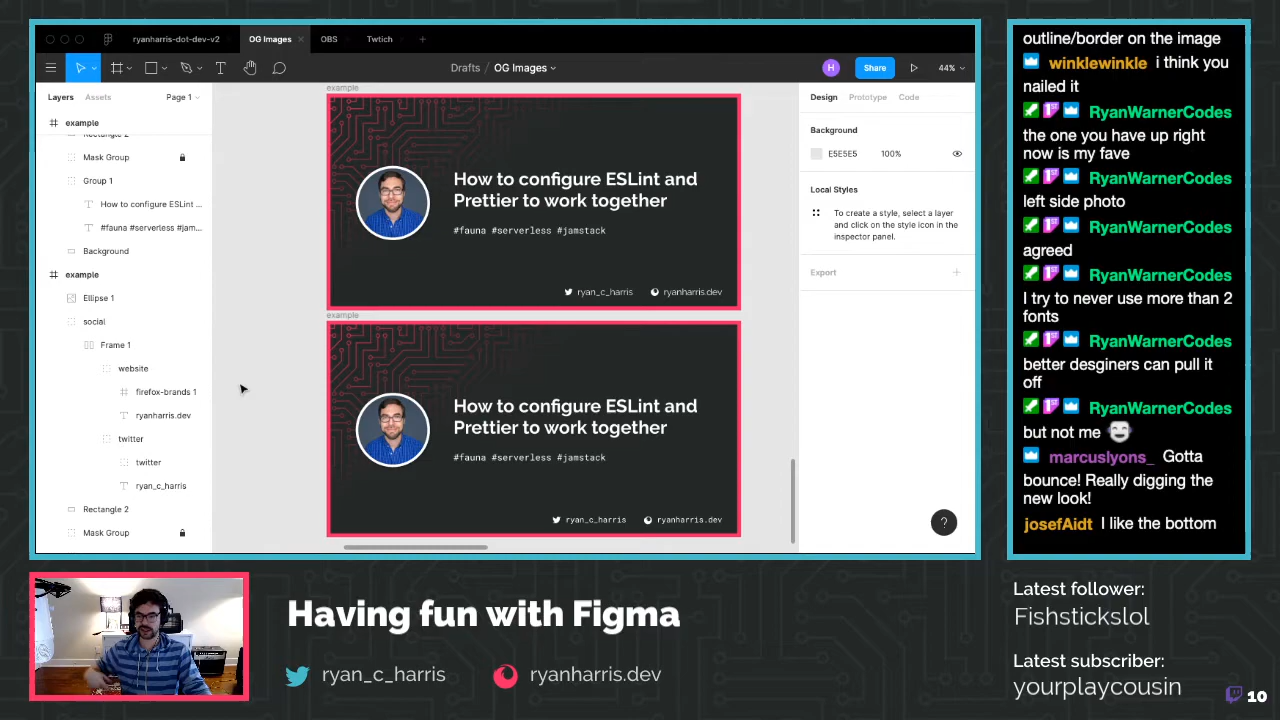 ryanharris-dot-dev-v2
OG Images
OBS
Twtich
Drafts / OG Images
H
Share
44%
Layers
Assets
Page 1
example
Rectangle 2
Mask Group
Group 1
How to configure ESLint ...
#fauna #serverless #jam...
Background
example
Ellipse 1
social
Frame 1
website
firefox-brands 1
ryanharris.dev
twitter
twitter
ryan_c_harris
Rectangle 2
Mask Group
example
How to configure ESLint and
Prettier to work together
#fauna #serverless #jamstack
ryan_c_harris
ryanharris.dev
example
How to configure ESLint and
Prettier to work together
#fauna #serverless #jamstack
ryan_c_harris
ryanharris.dev
Design
Prototype
Code
Background
E5E5E5
100%
Local Styles
To create a style, select a layer
and click on the style icon in the
inspector panel.
Export
?
outline/border on the image
winklewinkle i think you
nailed it
RyanWarnerCodes
the one you have up right
now is my fave
RyanWarnerCodes
left side photo
RyanWarnerCodes
agreed
RyanWarnerCodes
I try to never use more than 2
fonts
RyanWarnerCodes
better desginers can pull it
off
RyanWarnerCodes
but not me
marcuslyons_ Gotta
bounce! Really digging the
new look!
josefAidt I like the bottom
Having fun with Figma
ryan_c_harris
ryanharris.dev
Latest follower:
Fishstickslol
Latest subscriber:
yourplaycousin
10